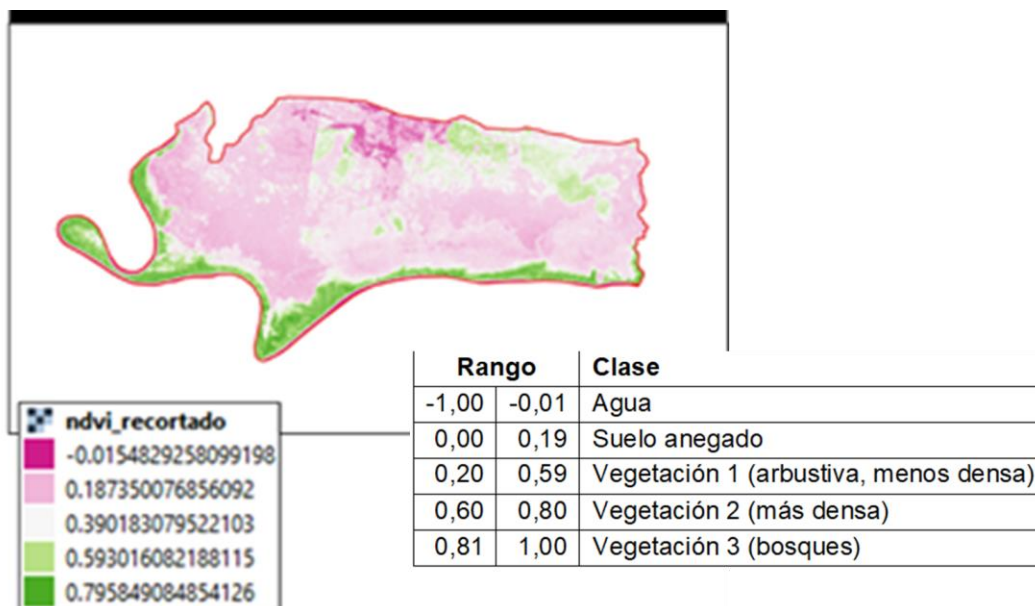 Rango Clase
-1,00 -0,01 Agua
0,00 0,19 Suelo anegado
0,20 0,59 Vegetación 1 (arbustiva, menos densa)
0,60 0,80 Vegetación 2 (más densa)
0,81 1,00 Vegetación 3 (bosques)
ndvi_recortado
-0.0154829258099198
0.187350076856092
0.390183079522103
0.593016082188115
0.795849084854126